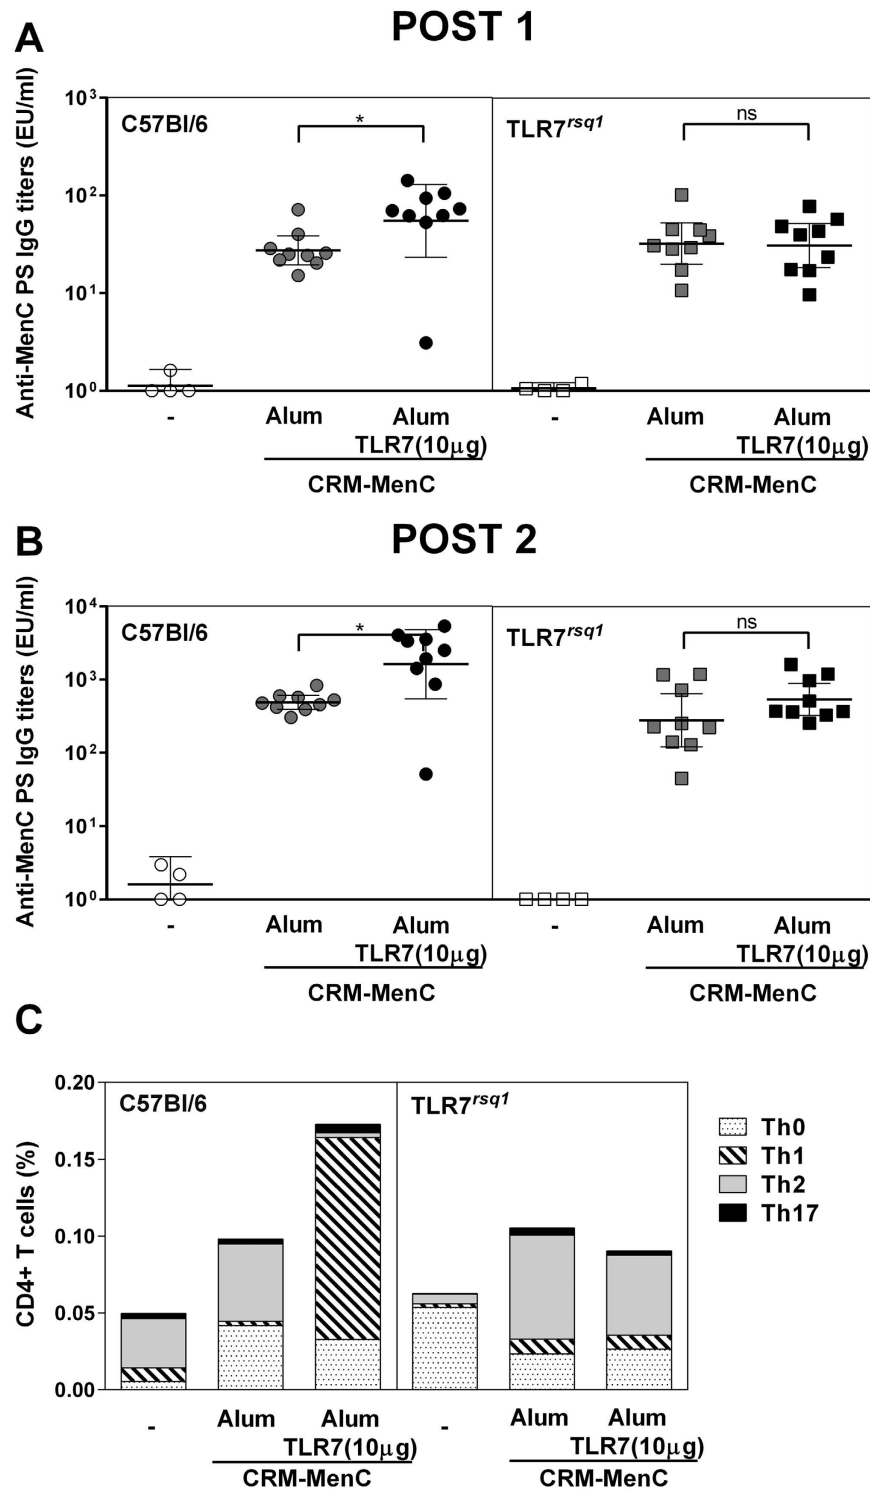 A
POST 1
Anti-MenC PS IgG titers (EU/ml)
10³
10²
10¹
10⁰
C57Bl/6
*
TLR7rsq1
ns
- Alum Alum - Alum Alum
TLR7(10μg) TLR7(10μg)
CRM-MenC CRM-MenC
B
POST 2
Anti-MenC PS IgG titers (EU/ml)
10⁴
10³
10²
10¹
10⁰
C57Bl/6
*
TLR7rsq1
ns
- Alum Alum - Alum Alum
TLR7(10μg) TLR7(10μg)
CRM-MenC CRM-MenC
C
CD4+ T cells (%)
0.20
0.15
0.10
0.05
0.00
C57Bl/6
TLR7rsq1
Th0
Th1
Th2
Th17
- Alum Alum - Alum Alum
TLR7(10μg) TLR7(10μg)
CRM-MenC CRM-MenC